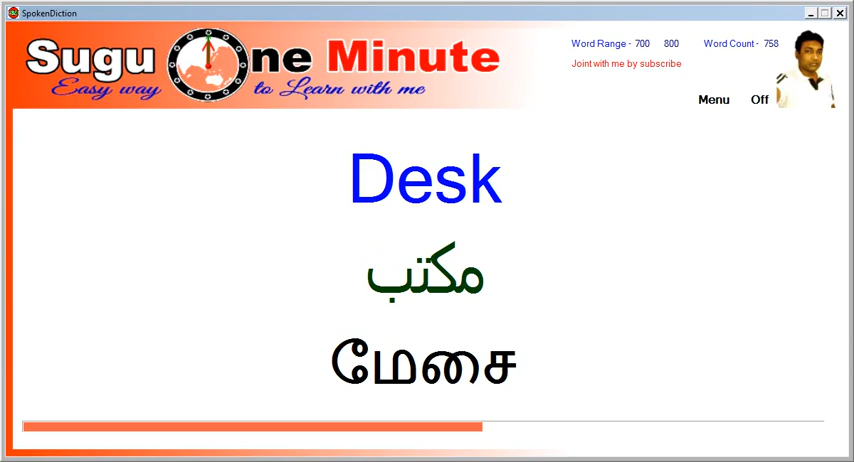 SpokenDiction
Sugu One Minute
Easy way to Learn with me
Word Range - 700 800 Word Count - 758
Joint with me by subscribe
Menu Off
Desk
مكتب
மேசை